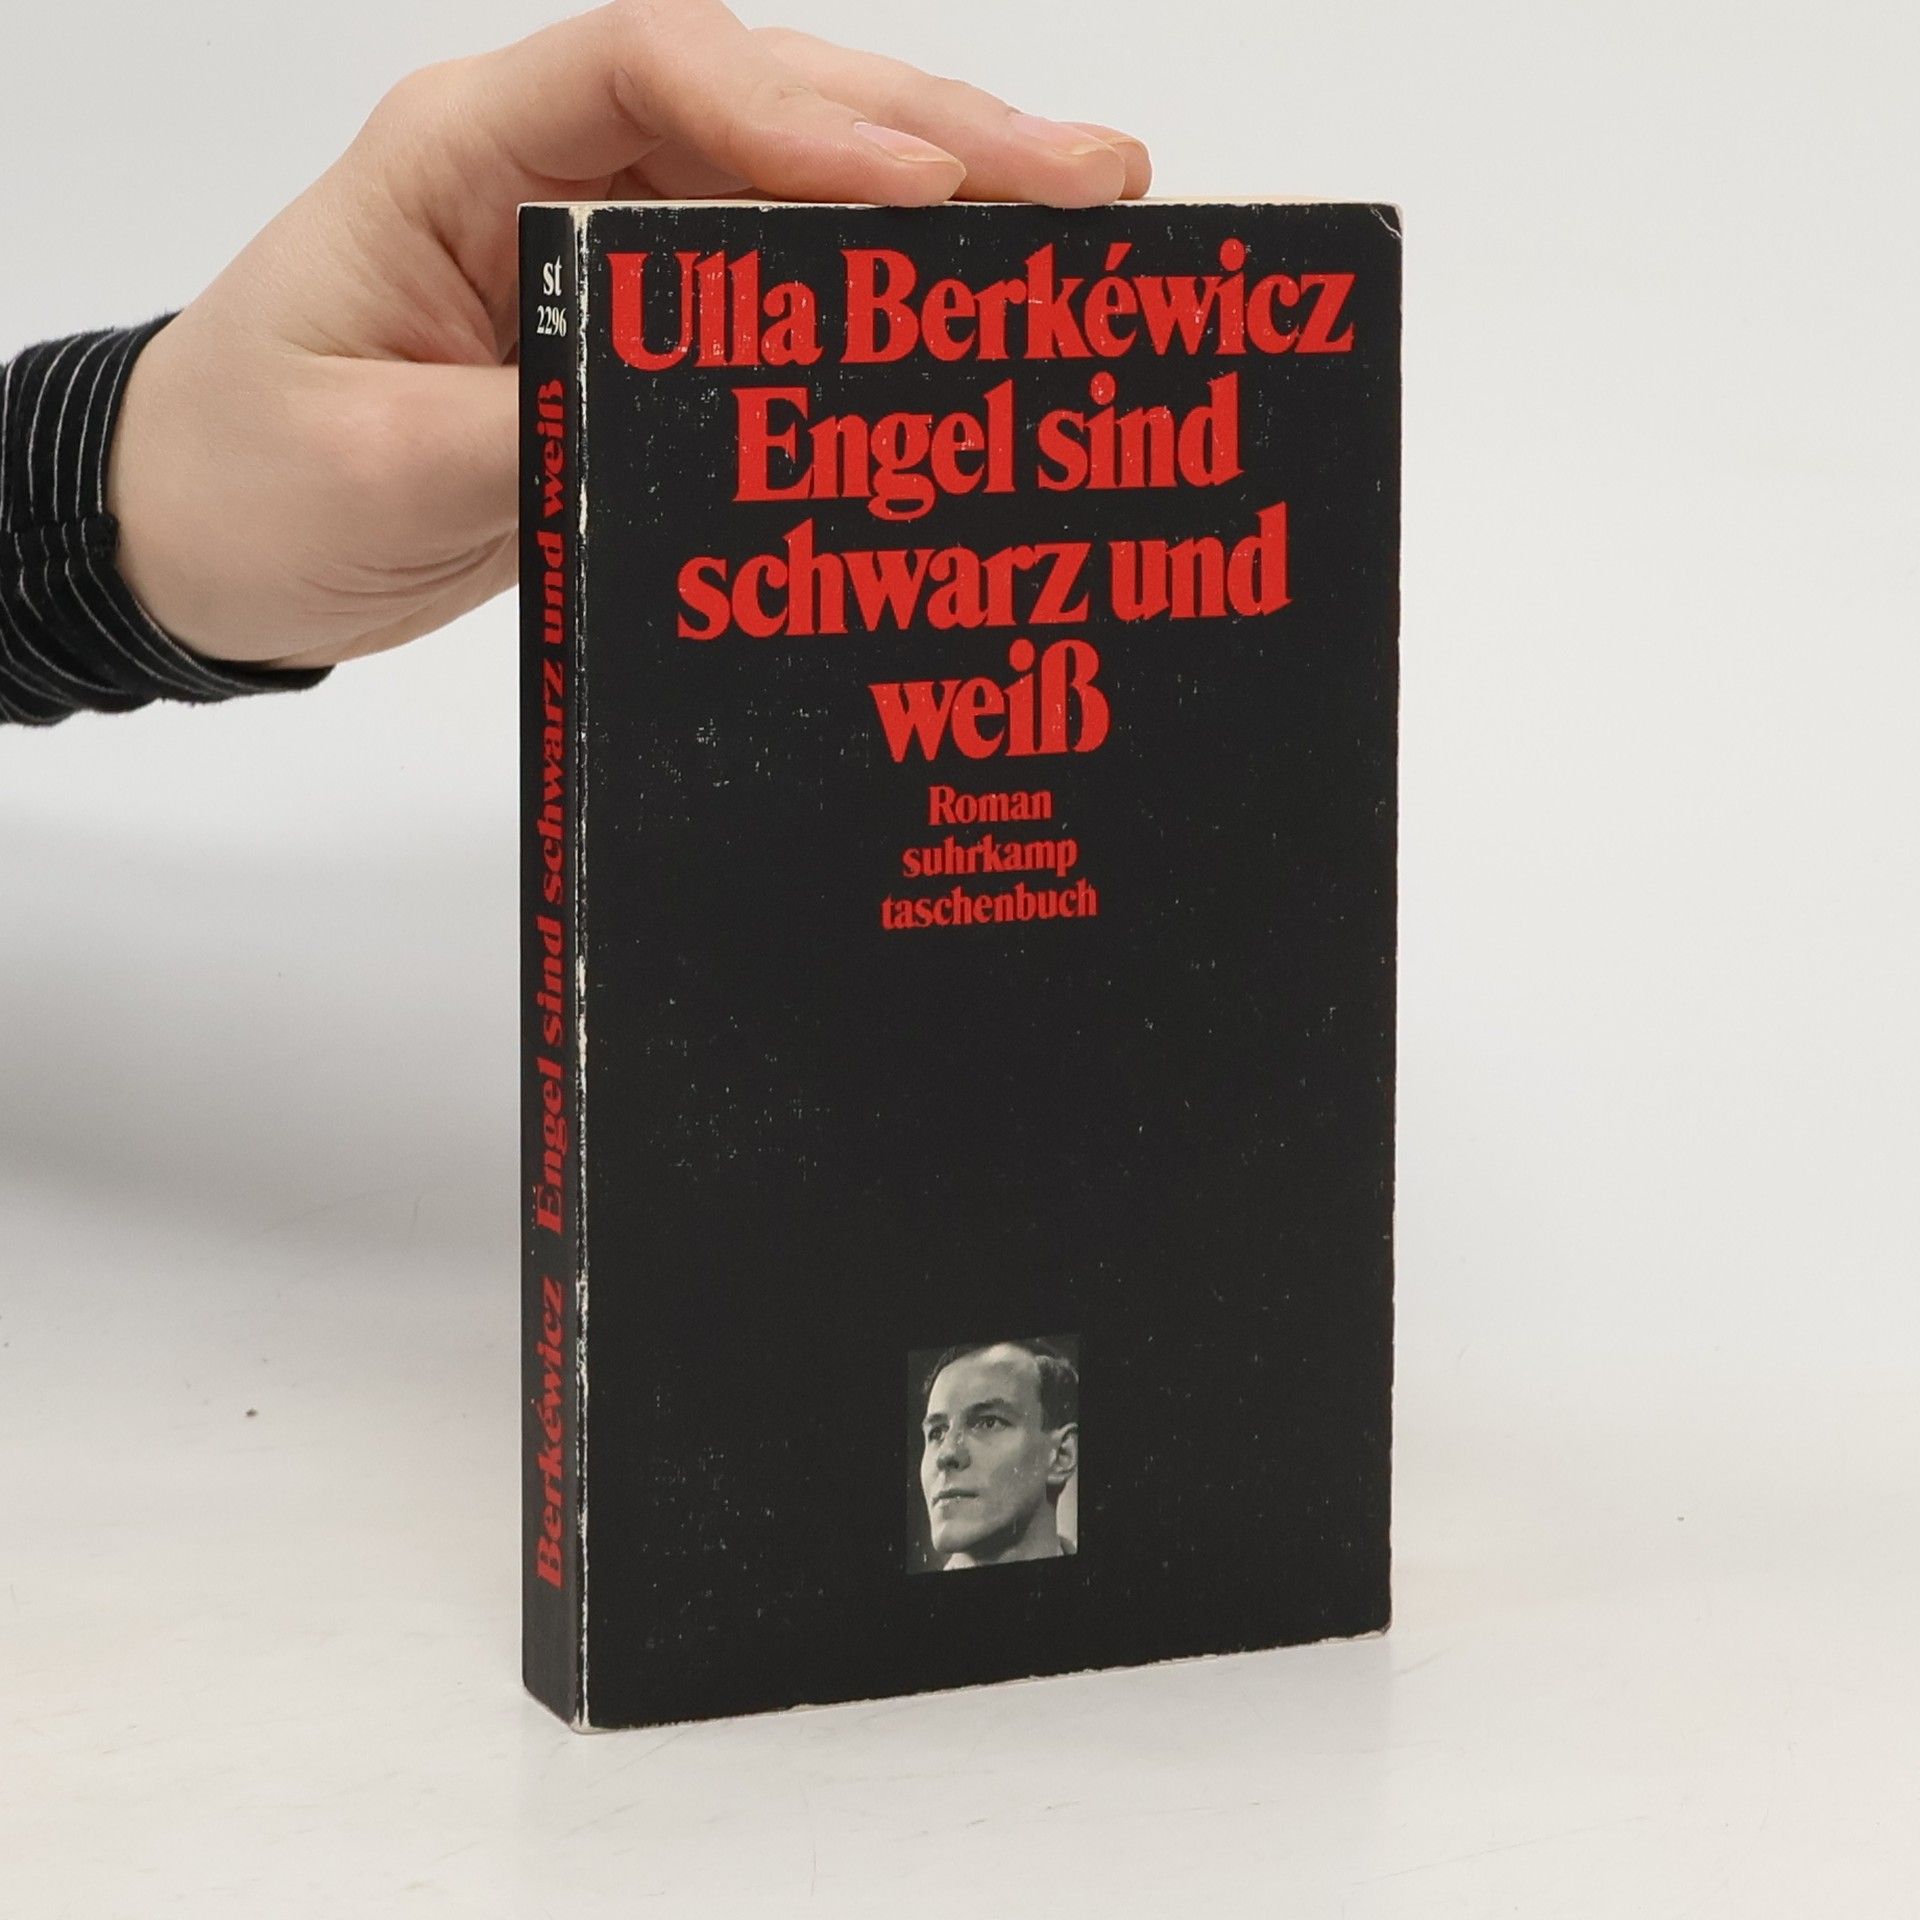 Ulla Berkéwicz
Engel sind
schwarz und
weiß
Roman
suhrkamp
taschenbuch
st
2296
Berkéwicz Engel sind schwarz und weiß